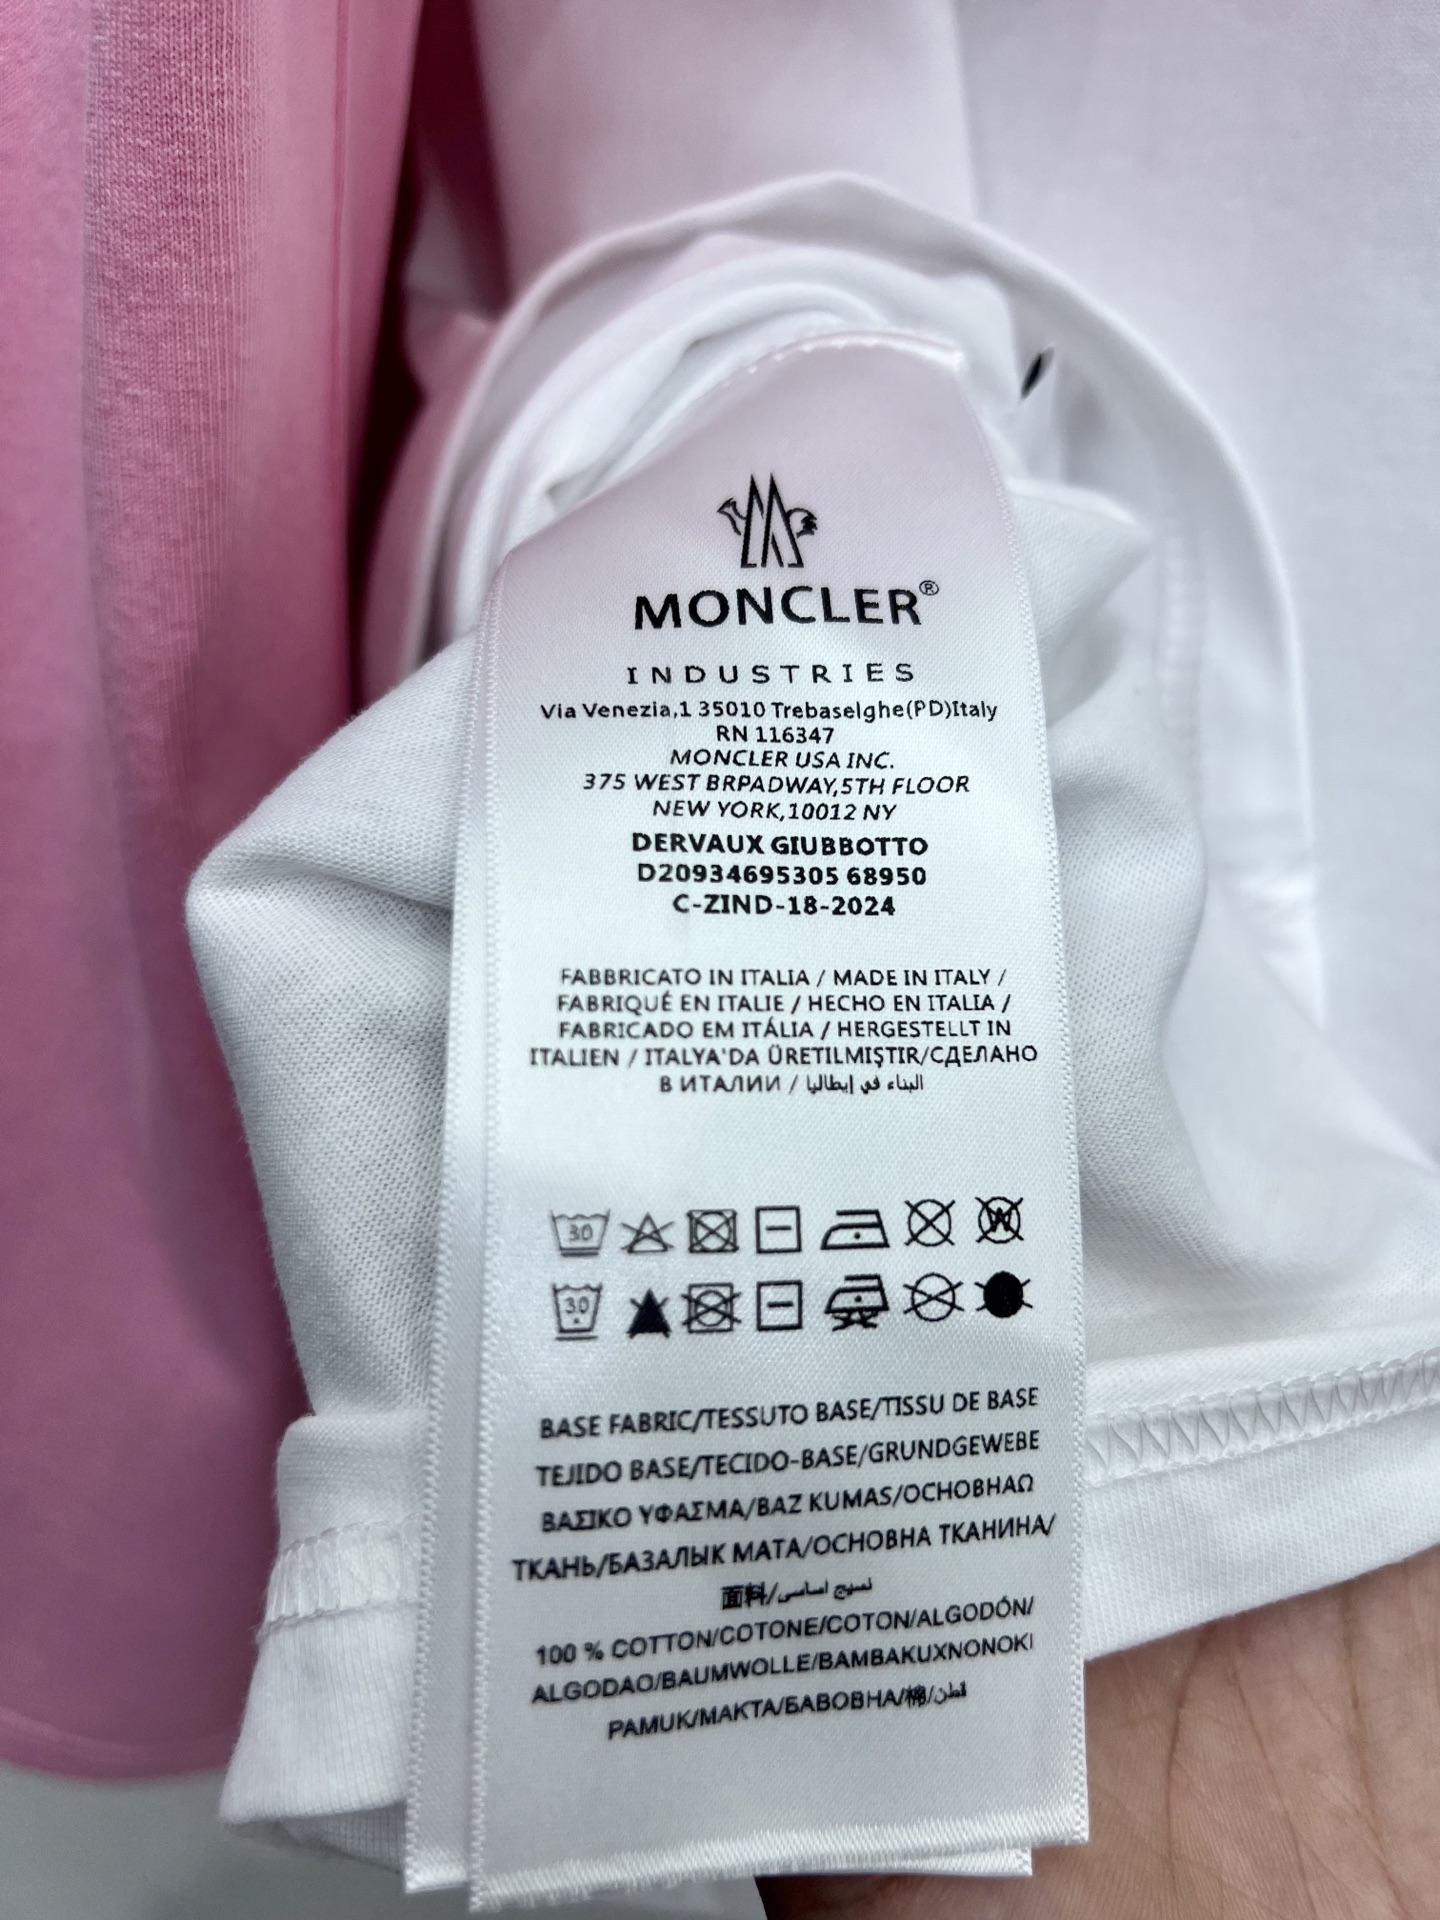 MONCLER®
INDUSTRIES
Via Venezia,1 35010 Trebaselghe(PD)Italy
RN 116347
MONCLER USA INC.
375 WEST BRPADWAY,5TH FLOOR
NEW YORK,10012 NY
DERVAUX GIUBBOTTO
D20934695305 68950
C-ZIND-18-2024
FABBRICATO IN ITALIA / MADE IN ITALY /
FABRIQUÉ EN ITALIE / HECHO EN ITALIA /
FABRICADO EM ITÁLIA / HERGESTELLT IN
ITALIEN / ITALYA'DA ÜRETILMIŞTIR/СДЕЛАНО
В ИТАЛИИ / البناء في إيطاليا
30 W
30
BASE FABRIC/TESSUTO BASE/TISSU DE BASE
TEJIDO BASE/TECIDO-BASE/GRUNDGEWEBE
ΒΑΣΙΚΟ ΥΦΑΣΜΑ/BAZ KUMAS/ОСНОВНАΩ
ТКАНЬ/БАЗАЛЫК МАТА/ОСНОВНА ТКАНИНА/
面料/نسيج اساسى
100 % COTTON/COTONE/COTON/ALGODÓN/
ALGODAO/BAUMWOLLE/BAMBAKUXNONOKI
PAMUK/MAKTA/БАВОВНА/棉/قطن